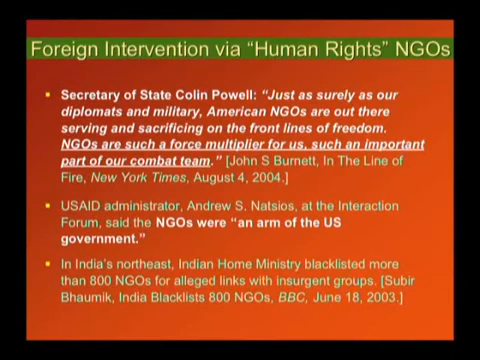 Foreign Intervention via “Human Rights” NGOs
▪ Secretary of State Colin Powell: “Just as surely as our
diplomats and military, American NGOs are out there
serving and sacrificing on the front lines of freedom.
NGOs are such a force multiplier for us, such an important
part of our combat team.” [John S Burnett, In The Line of
Fire, New York Times, August 4, 2004.]
▪ USAID administrator, Andrew S. Natsios, at the Interaction
Forum, said the NGOs were “an arm of the US
government.”
▪ In India's northeast, Indian Home Ministry blacklisted more
than 800 NGOs for alleged links with insurgent groups. [Subir
Bhaumik, India Blacklists 800 NGOs, BBC, June 18, 2003.]